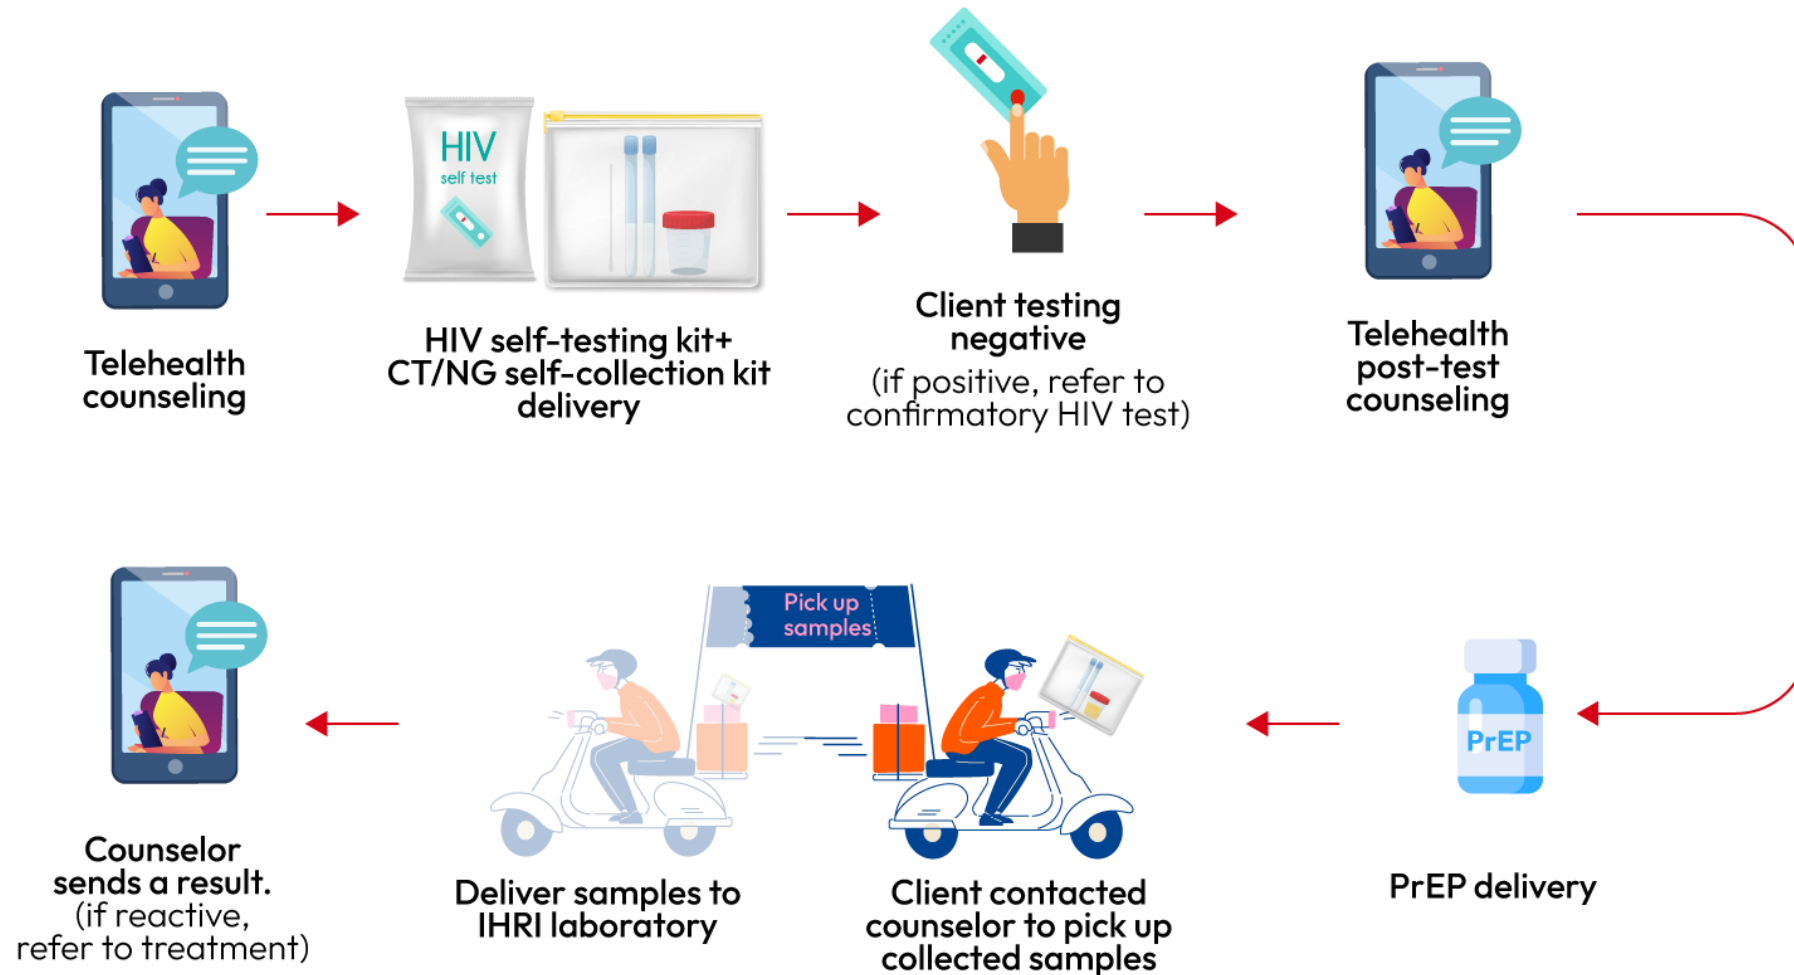 HIV
self test
Telehealth
counseling
HIV self-testing kit+
CT/NG self-collection kit
delivery
Client testing
negative
(if positive, refer to
confirmatory HIV test)
Telehealth
post-test
counseling
PrEP
PrEP delivery
Pick up
samples
Client contacted
counselor to pick up
collected samples
Deliver samples to
IHRI laboratory
Counselor
sends a result.
(if reactive,
refer to treatment)